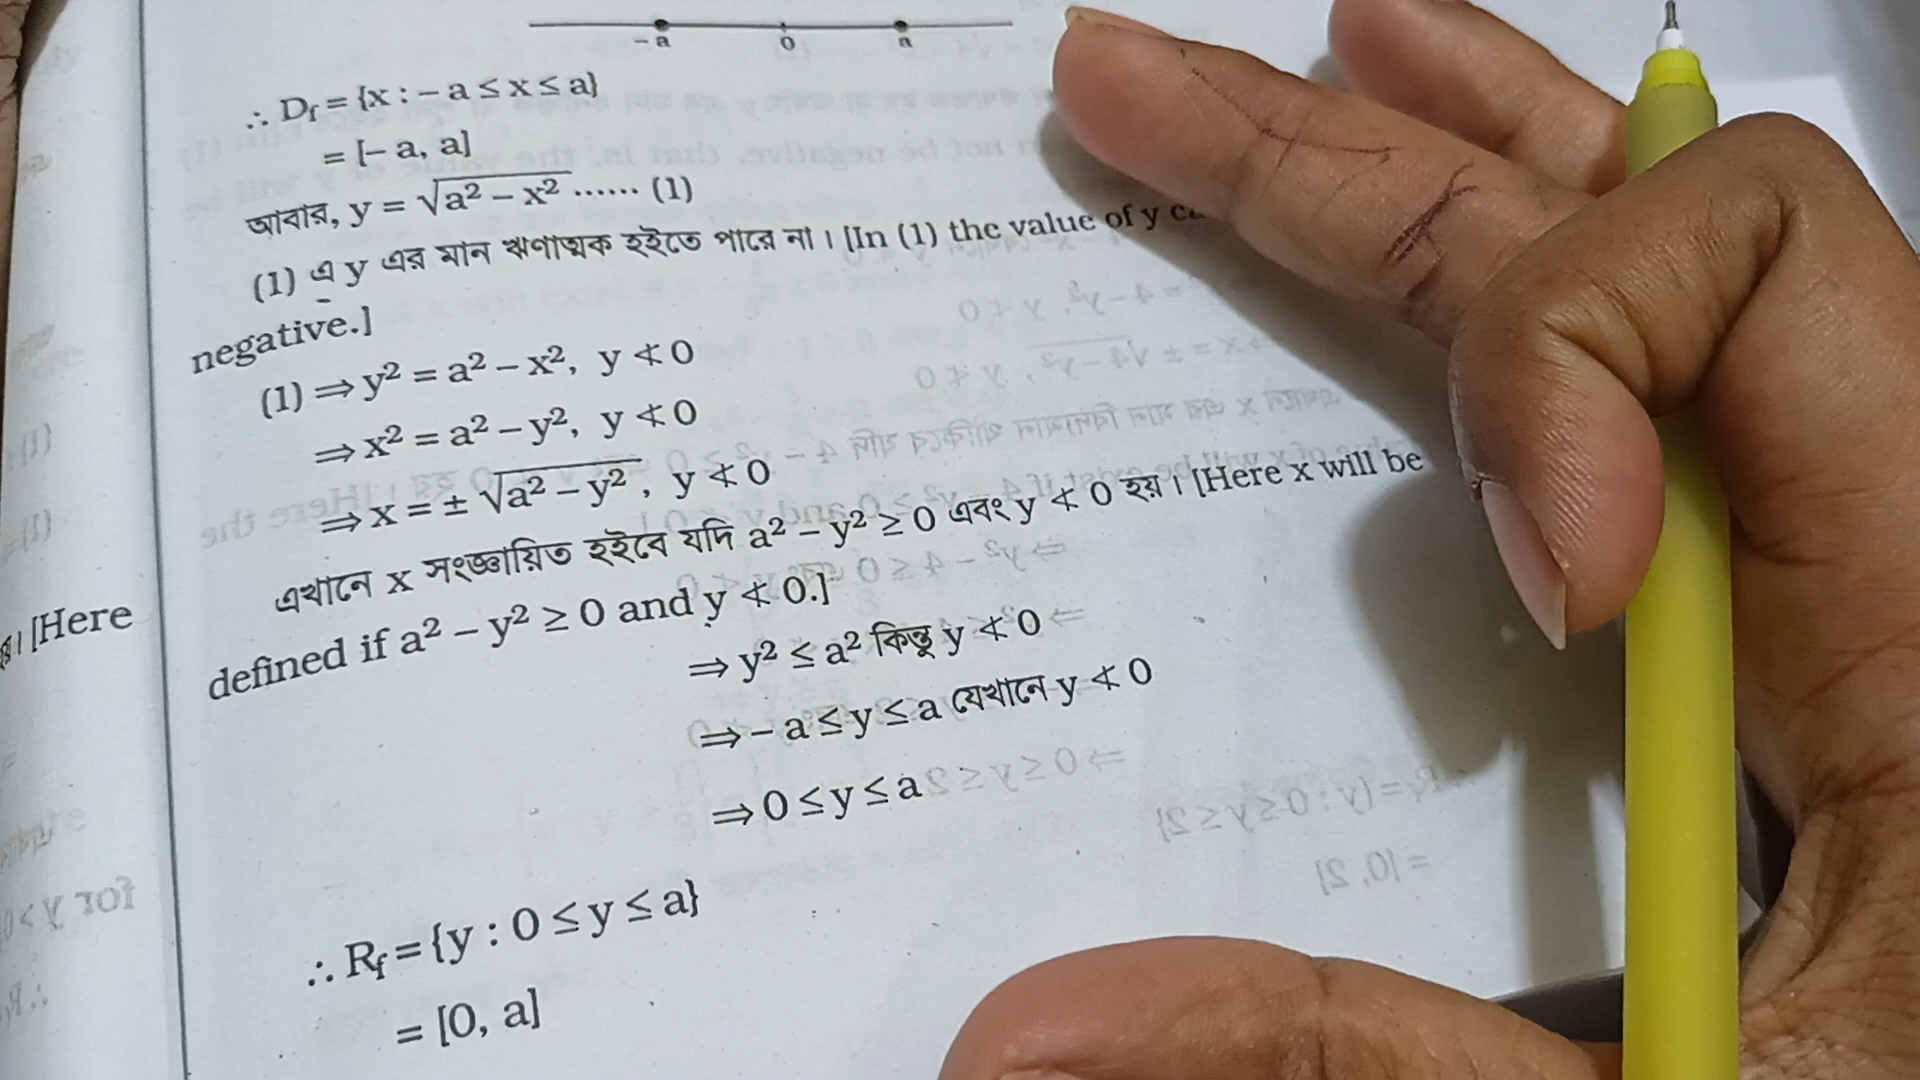 -a 0 a
∴ D_f = {x : – a ≤ x ≤ a}
= [– a, a]
আবার, y = √(a² – x²) ...... (1)
(1) এ y এর মান ঋণাত্মক হইতে পারে না। [In (1) the value of y
negative.]
(1) ⇒ y² = a² – x², y ≮ 0
⇒ x² = a² – y², y ≮ 0
⇒ x = ± √(a² – y²), y ≮ 0
এখানে x সংজ্ঞায়িত হইবে যদি a² – y² ≥ 0 এবং y ≮ 0 হয়। [Here x will be
[Here
defined if a² – y² ≥ 0 and y ≮ 0.]
⇒ y² ≤ a² কিন্তু y ≮ 0
⇒ – a ≤ y ≤ a যেখানে y ≮ 0
⇒ 0 ≤ y ≤ a
∴ R_f = {y : 0 ≤ y ≤ a}
= [0, a]